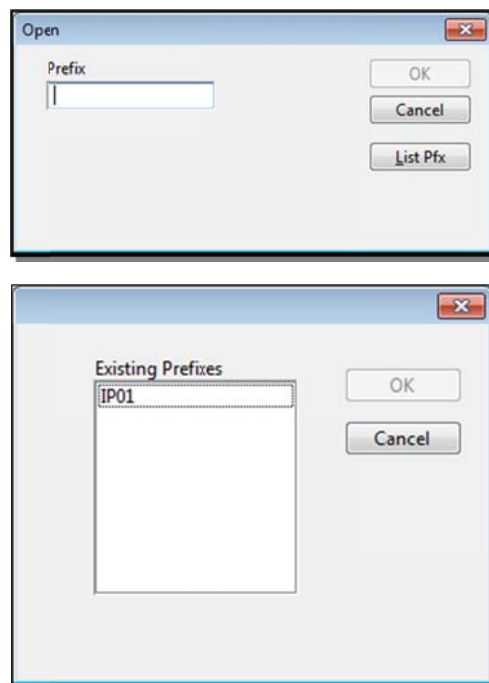 Open
Prefix
OK
Cancel
List Pfx
Existing Prefixes
IP01
OK
Cancel